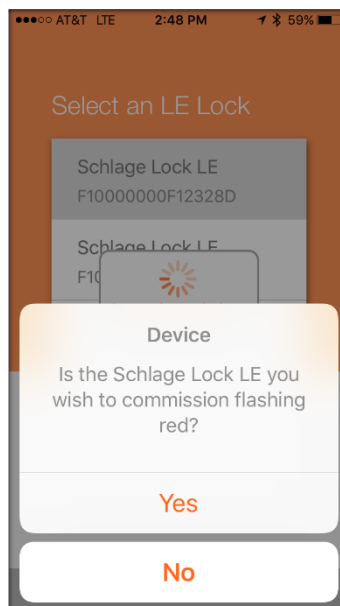 AT&T LTE 2:48 PM 59%
Select an LE Lock
Schlage Lock LE
F10000000F12328D
Schlage Lock LE
Device
Is the Schlage Lock LE you
wish to commission flashing
red?
Yes
No